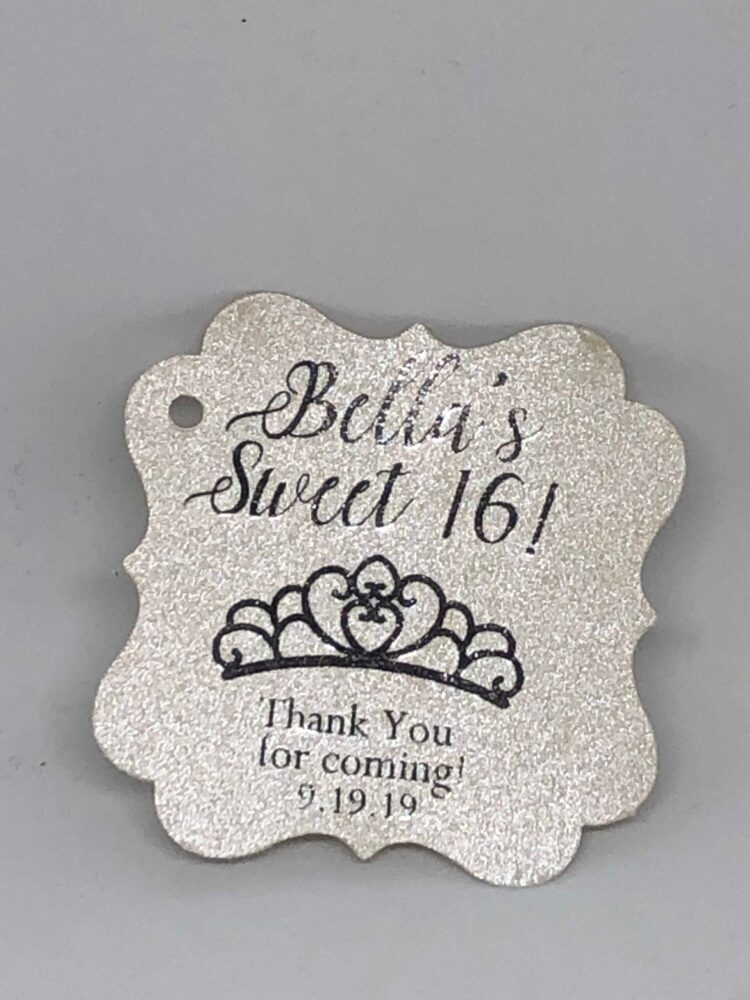 Bella's
Sweet 16!
Thank You
for coming!
9.19.19